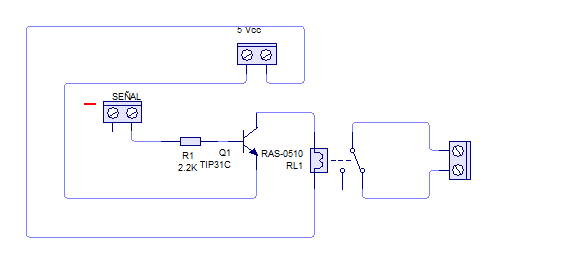 5 Vcc
SEÑAL
R1
2.2K
Q1
TIP31C
RAS-0510
RL1